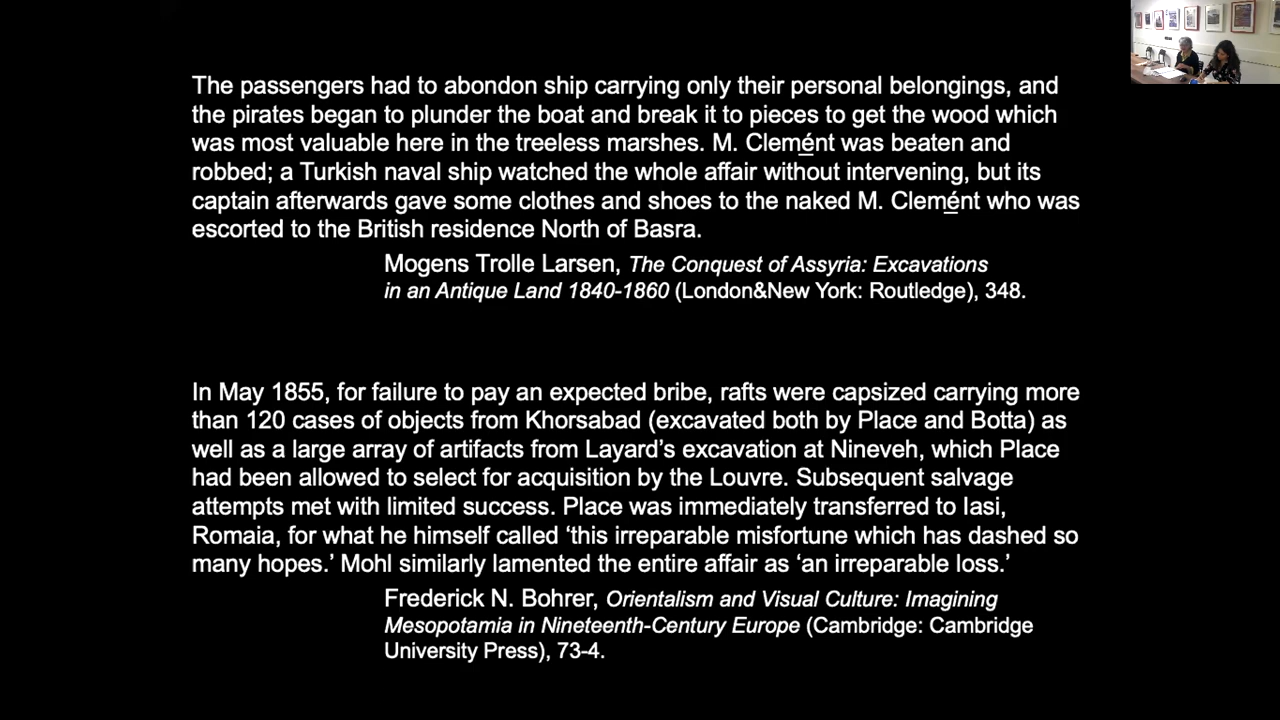 The passengers had to abondon ship carrying only their personal belongings, and
the pirates began to plunder the boat and break it to pieces to get the wood which
was most valuable here in the treeless marshes. M. Clemént was beaten and
robbed; a Turkish naval ship watched the whole affair without intervening, but its
captain afterwards gave some clothes and shoes to the naked M. Clemént who was
escorted to the British residence North of Basra.
Mogens Trolle Larsen, The Conquest of Assyria: Excavations
in an Antique Land 1840-1860 (London&New York: Routledge), 348.
In May 1855, for failure to pay an expected bribe, rafts were capsized carrying more
than 120 cases of objects from Khorsabad (excavated both by Place and Botta) as
well as a large array of artifacts from Layard’s excavation at Nineveh, which Place
had been allowed to select for acquisition by the Louvre. Subsequent salvage
attempts met with limited success. Place was immediately transferred to Iasi,
Romaia, for what he himself called ‘this irreparable misfortune which has dashed so
many hopes.’ Mohl similarly lamented the entire affair as ‘an irreparable loss.’
Frederick N. Bohrer, Orientalism and Visual Culture: Imagining
Mesopotamia in Nineteenth-Century Europe (Cambridge: Cambridge
University Press), 73-4.